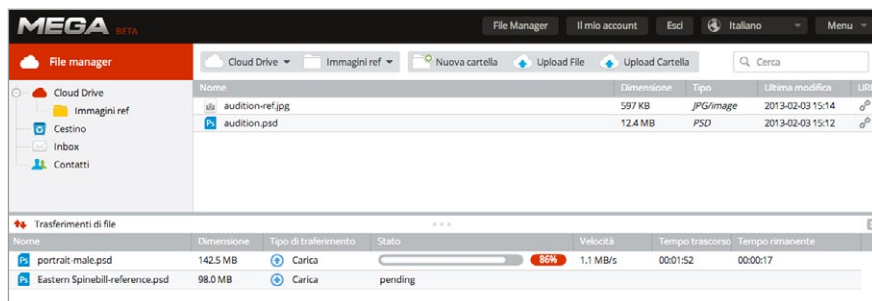 MEGA BETA
File Manager Il mio account Esci Italiano Menu
File manager Cloud Drive Immagini ref Nuova cartella Upload File Upload Cartella Cerca
Cloud Drive
Immagini ref
Cestino
Inbox
Contatti
Nome Dimensione Tipo Ultima modifica URL
audition-ref.jpg 597 KB JPG/image 2013-02-03 15:14
Ps audition.psd 12.4 MB PSD 2013-02-03 15:12
Trasferimenti di file
Nome Dimensione Tipo di traferimento Stato Velocità Tempo trascorso Tempo rimanente
Ps portrait-male.psd 142.5 MB Carica 86% 1.1 MB/s 00:01:52 00:00:17
Ps Eastern Spinebill-reference.psd 98.0 MB Carica pending